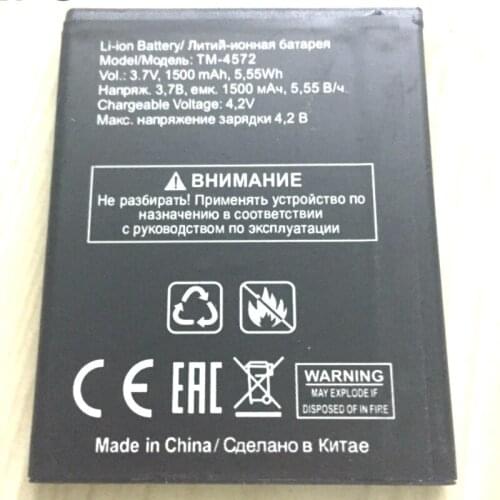 Li-ion Battery/ Литий-ионная батарея
Model/Модель: TM-4572
Vol.: 3.7V, 1500 mAh, 5,55Wh
Напряж. 3,7В, емк. 1500 мАч, 5,55 В/ч
Chargeable Voltage: 4,2V
Макс. напряжение зарядки 4,2 В
ВНИМАНИЕ
Не разбирать! Применять устройство по
назначению в соответствии
с руководством по эксплуатации
CE EAC
WARNING
MAY EXPLODE IF
DISPOSED OF IN FIRE
Made in China/ Сделано в Китае